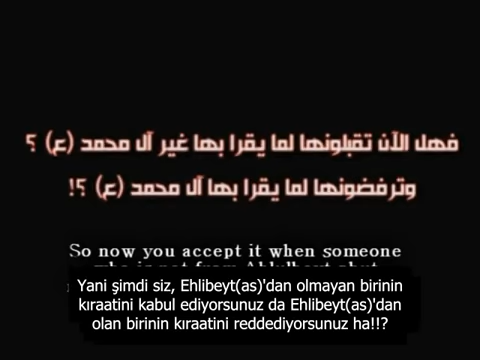 فهل الآن تقبلونها لما يقرا بها غير آل محمد (ع) ؟
وترفضونها لما يقرا بها آل محمد (ع) ؟!
So now you accept it when someone
Yani şimdi siz, Ehlibeyt(as)'dan olmayan birinin
kıraatini kabul ediyorsunuz da Ehlibeyt(as)'dan
olan birinin kıraatini reddediyorsunuz ha!!?